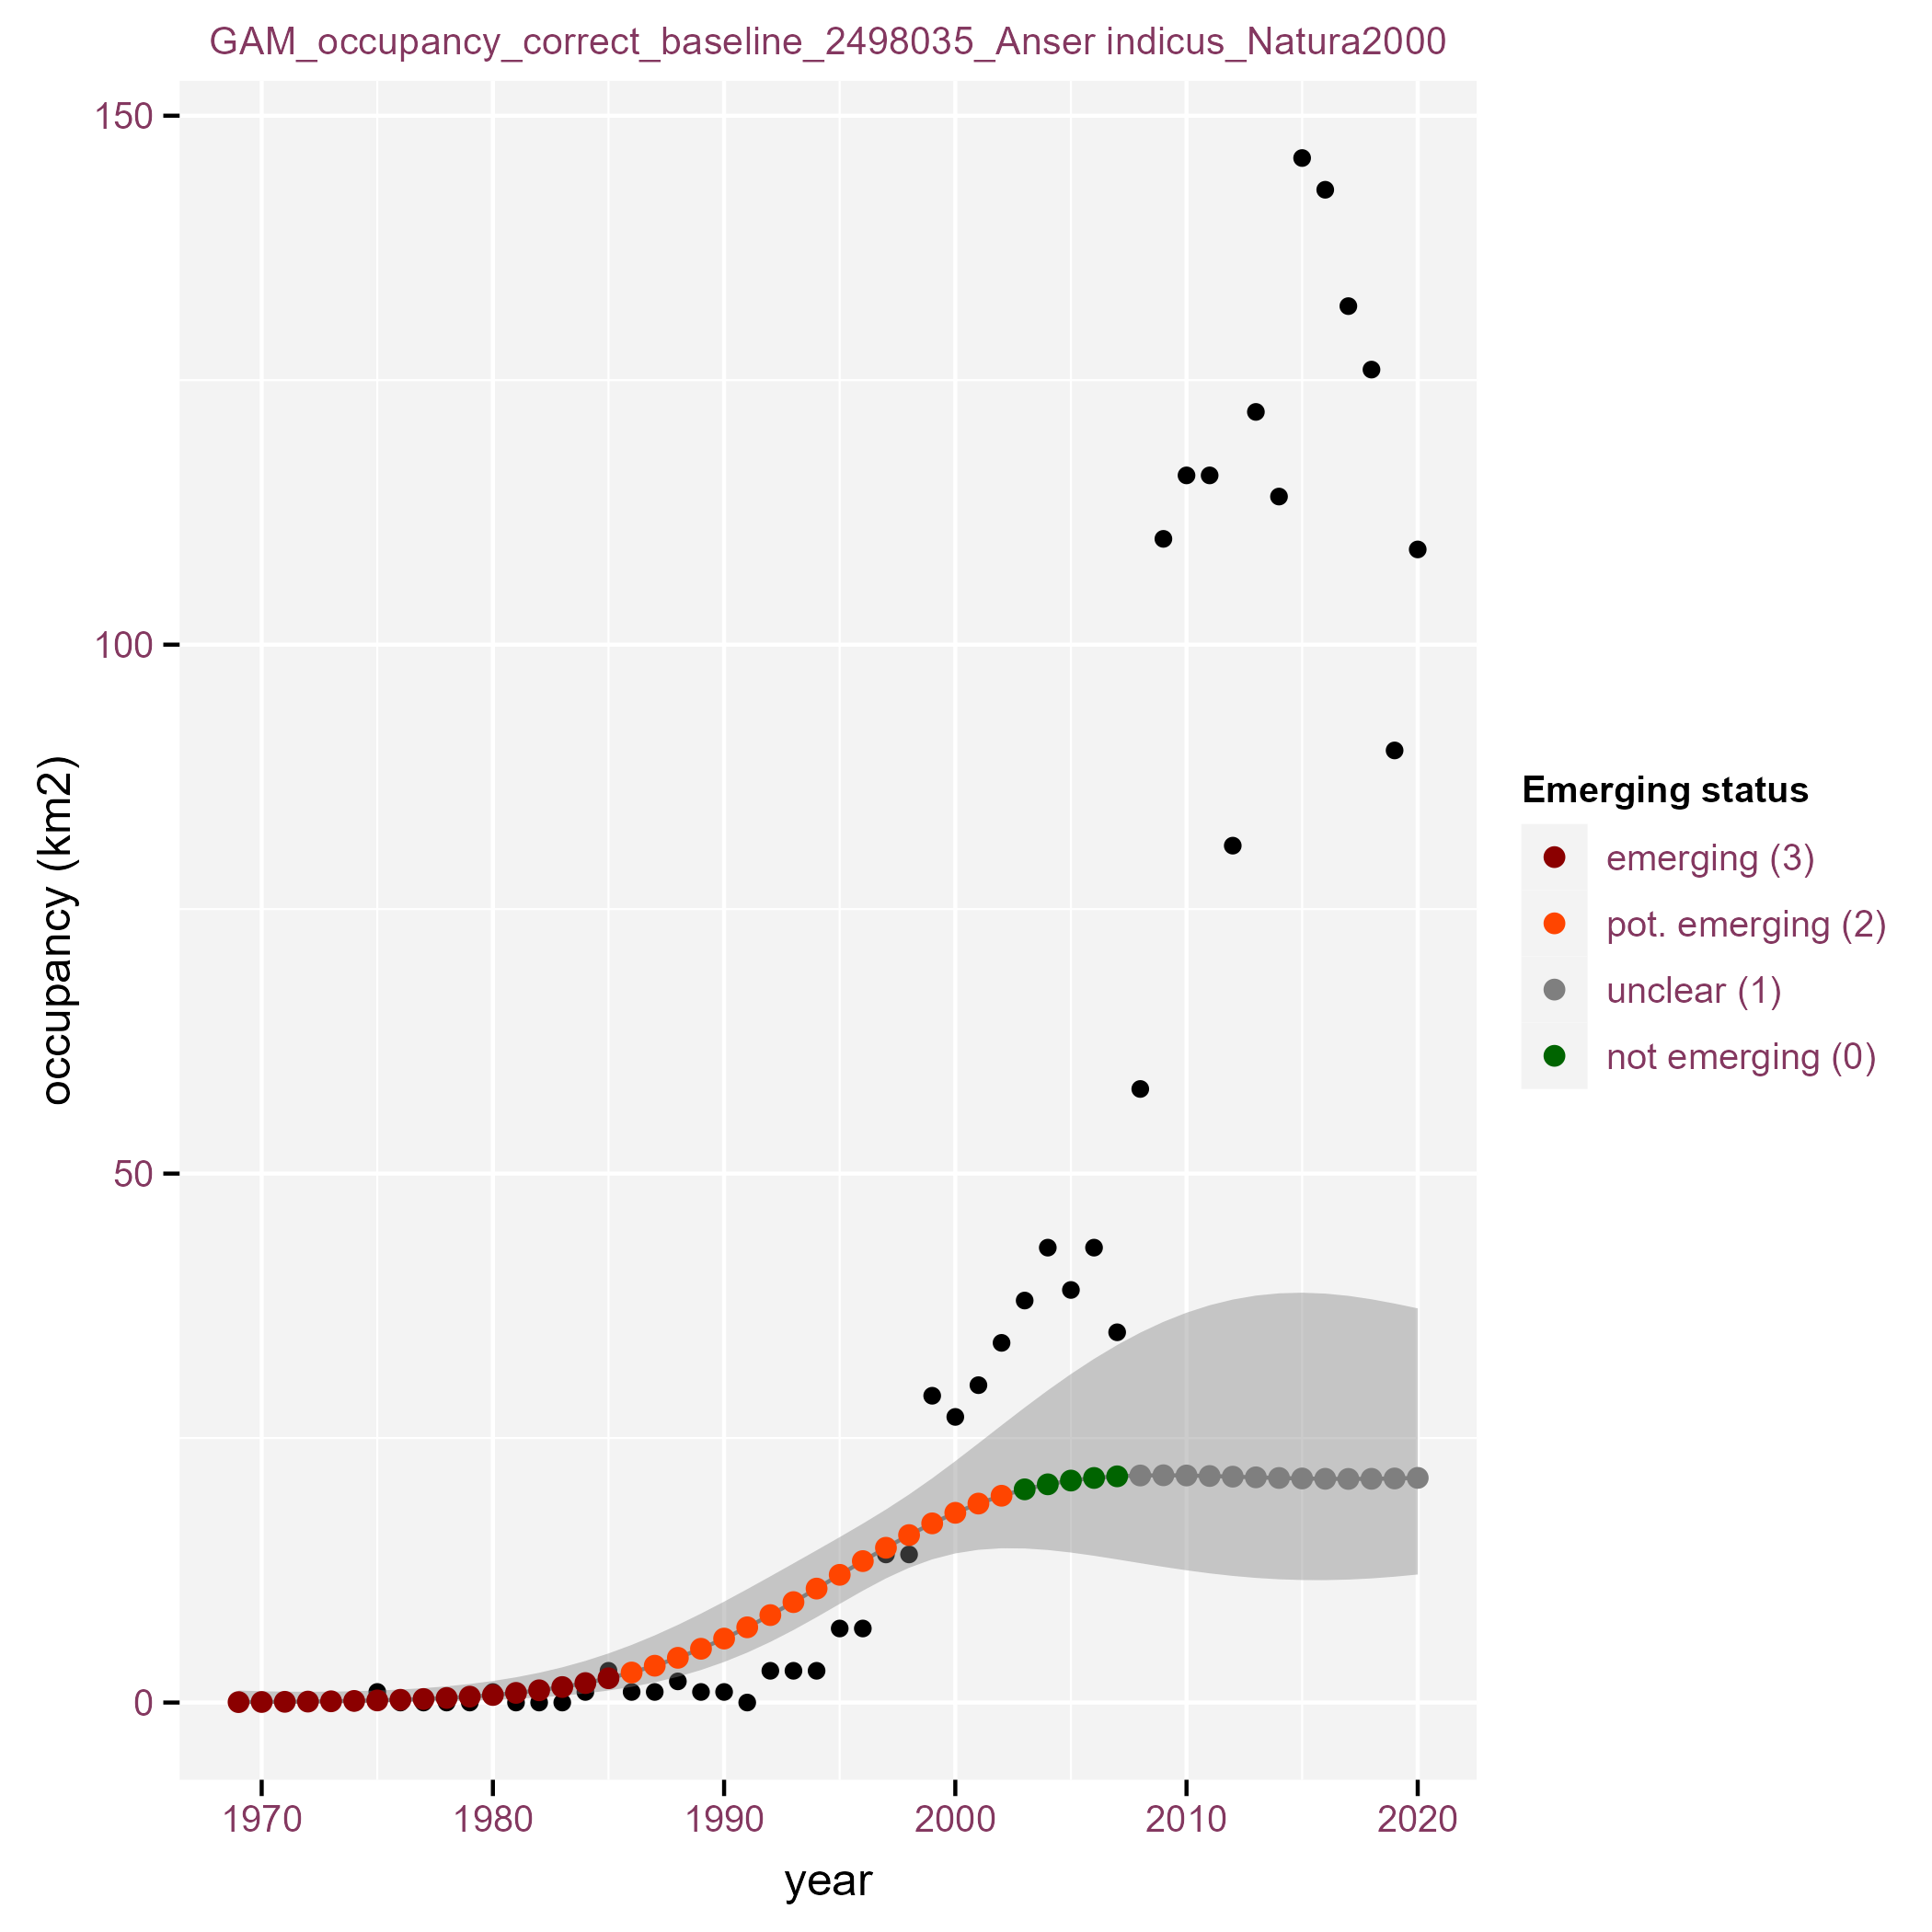 GAM_occupancy_correct_baseline_2498035_Anser indicus_Natura2000
150
100
50
0
occupancy (km2)
1970 1980 1990 2000 2010 2020
year
Emerging status
emerging (3)
pot. emerging (2)
unclear (1)
not emerging (0)